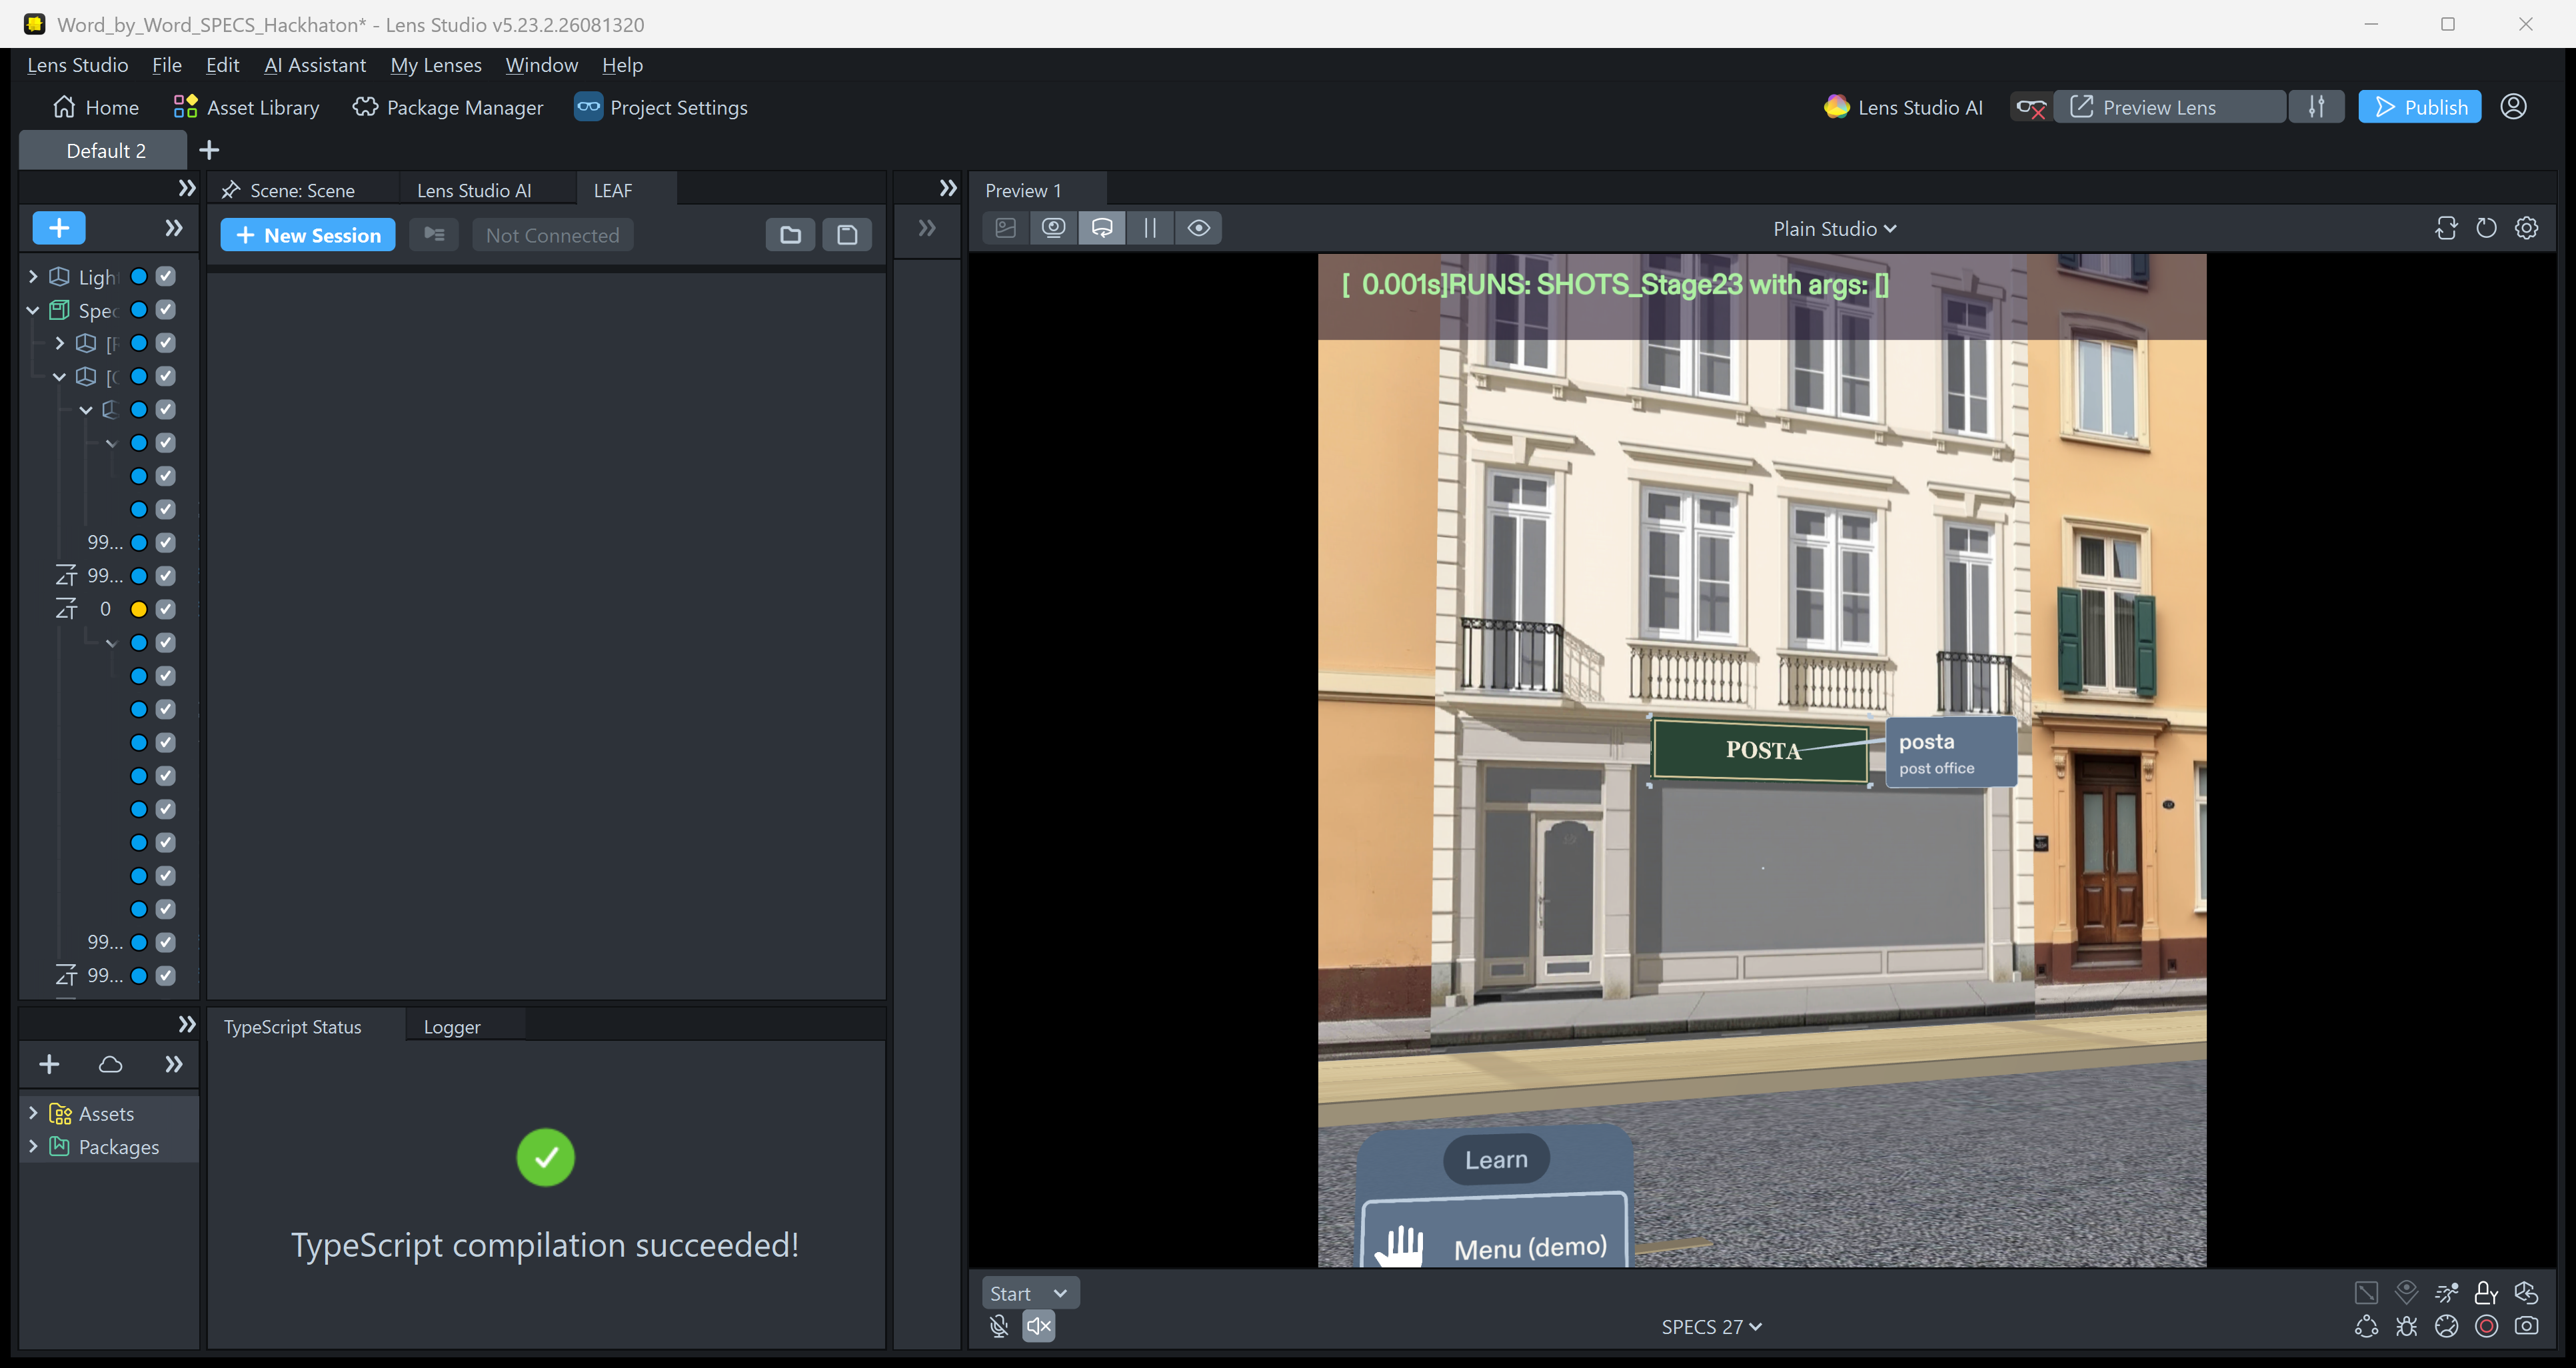 Word_by_Word_SPECS_Hackhaton* - Lens Studio v5.23.2.26081320
Lens Studio File Edit AI Assistant My Lenses Window Help
Home Asset Library Package Manager Project Settings Lens Studio AI Preview Lens Publish
Default 2
Scene: Scene Lens Studio AI LEAF Preview 1
New Session Not Connected Plain Studio
[ 0.001s]RUNS: SHOTS_Stage23 with args: []
Ligh
Spec
99...
99...
0
99...
99...
POSTA
posta
post office
TypeScript Status Logger
Assets
Packages
TypeScript compilation succeeded!
Learn
Menu (demo)
Start
SPECS 27